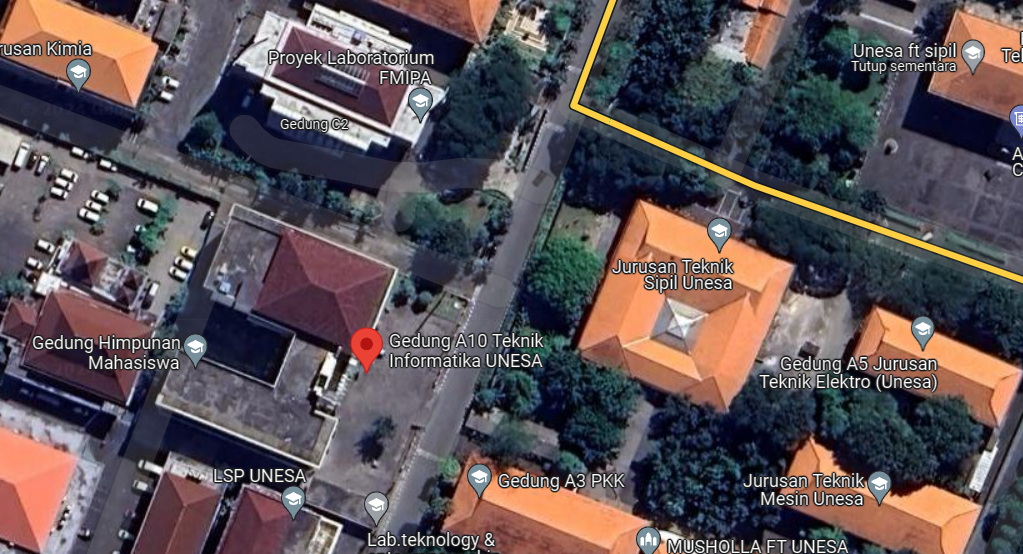 rusan Kimia
Proyek Laboratorium
FMIPA
Gedung C2
Unesa ft sipil
Tutup sementara
Tel
A
C
Jurusan Teknik
Sipil Unesa
Gedung Himpunan
Mahasiswa
Gedung A10 Teknik
Informatika UNESA
Gedung A5 Jurusan
Teknik Elektro (Unesa)
LSP UNESA
Gedung A3 PKK
Jurusan Teknik
Mesin Unesa
Lab.teknology &
MUSHOLLA FT UNESA